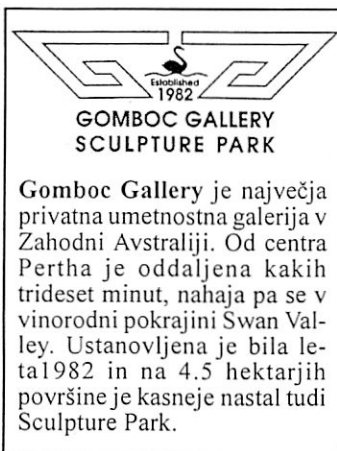 Established
1982
GOMBOC GALLERY
SCULPTURE PARK
Gomboc Gallery je največja
privatna umetnostna galerija v
Zahodni Avstraliji. Od centra
Pertha je oddaljena kakih
trideset minut, nahaja pa se v
vinorodni pokrajini Swan Val-
ley. Ustanovljena je bila le-
ta1982 in na 4.5 hektarjih
površine je kasneje nastal tudi
Sculpture Park.